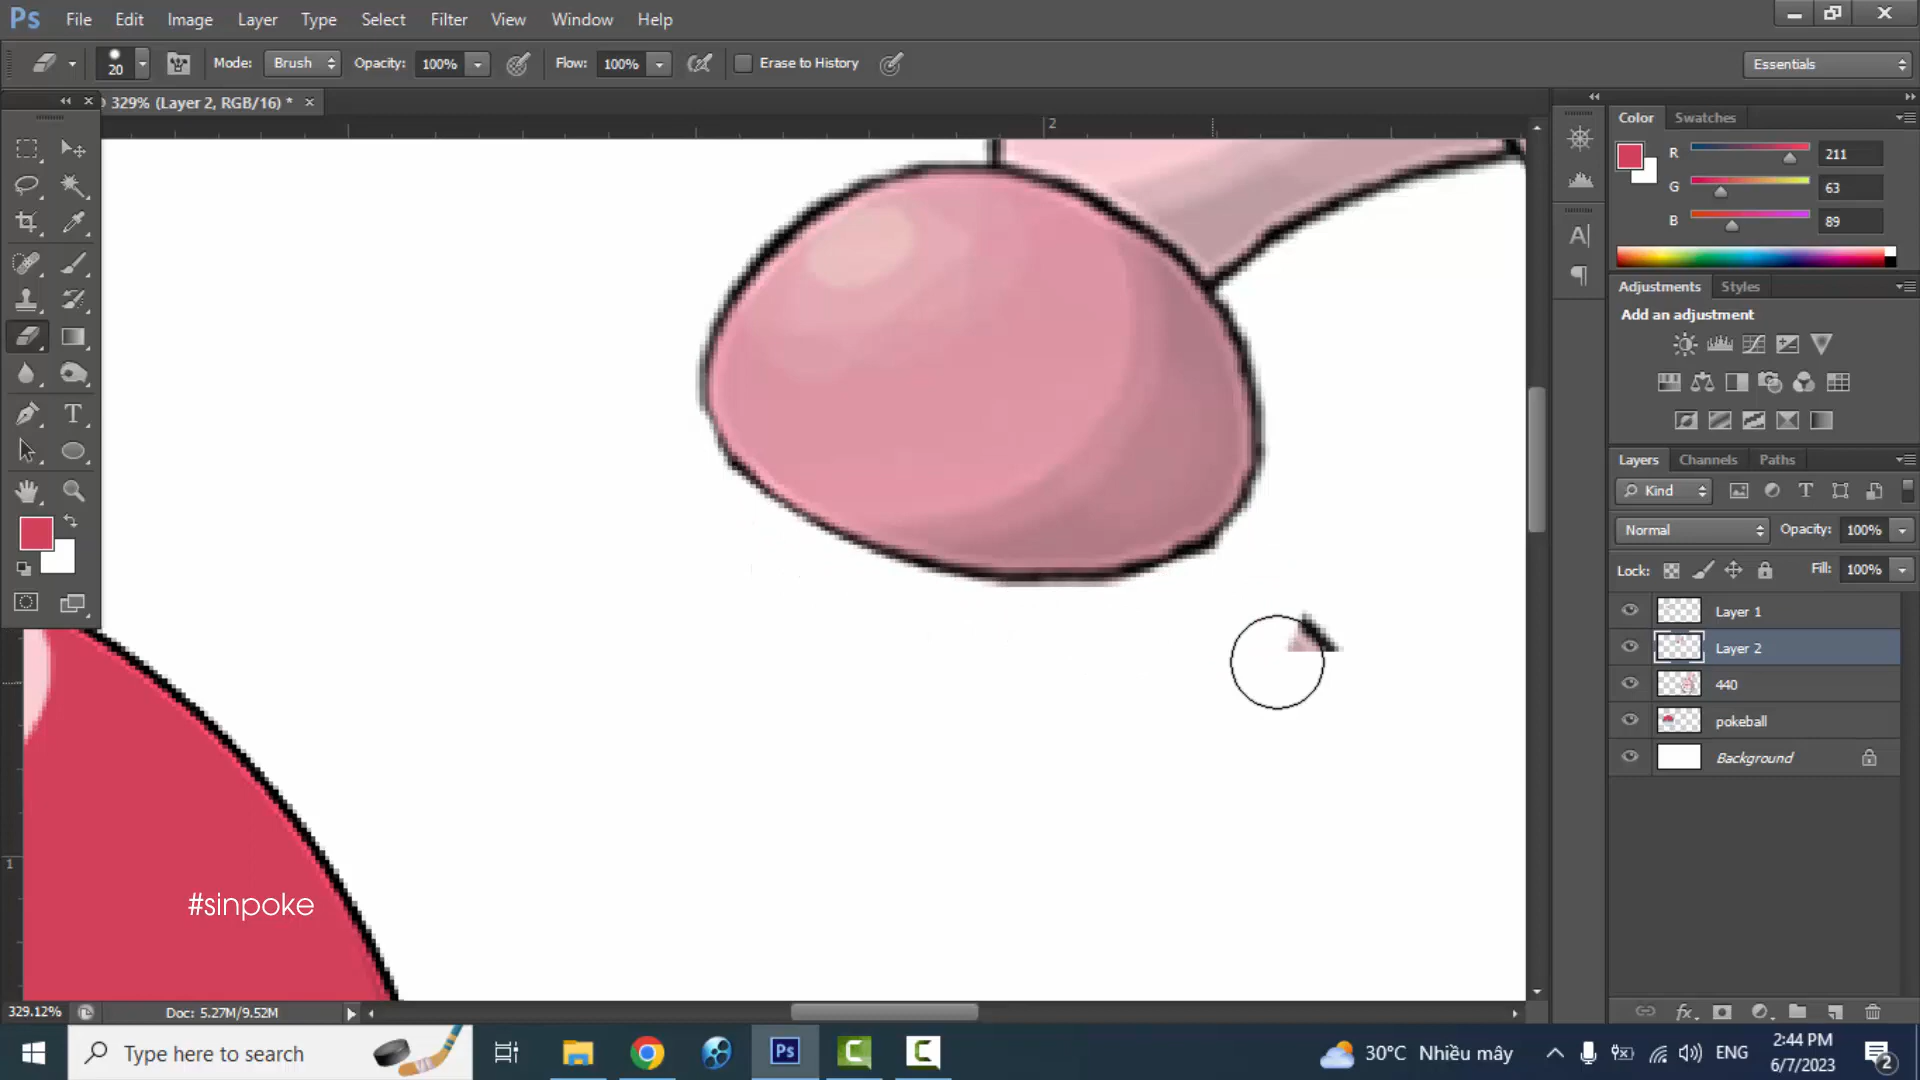 Ps File Edit Image Layer Type Select Filter View Window Help
20 Mode: Brush Opacity: 100% Flow: 100% Erase to History Essentials
329% (Layer 2, RGB/16) * ×
2
Color Swatches
R 211
G 63
B 89
Adjustments Styles
Add an adjustment
Layers Channels Paths
Kind
Normal Opacity: 100%
Lock: Fill: 100%
Layer 1
Layer 2
440
pokeball
Background
1
#sinpoke
329.12% Doc: 5.27M/9.52M
Type here to search
Ps
30°C Nhiều mây
ENG
2:44 PM
6/7/2023
2